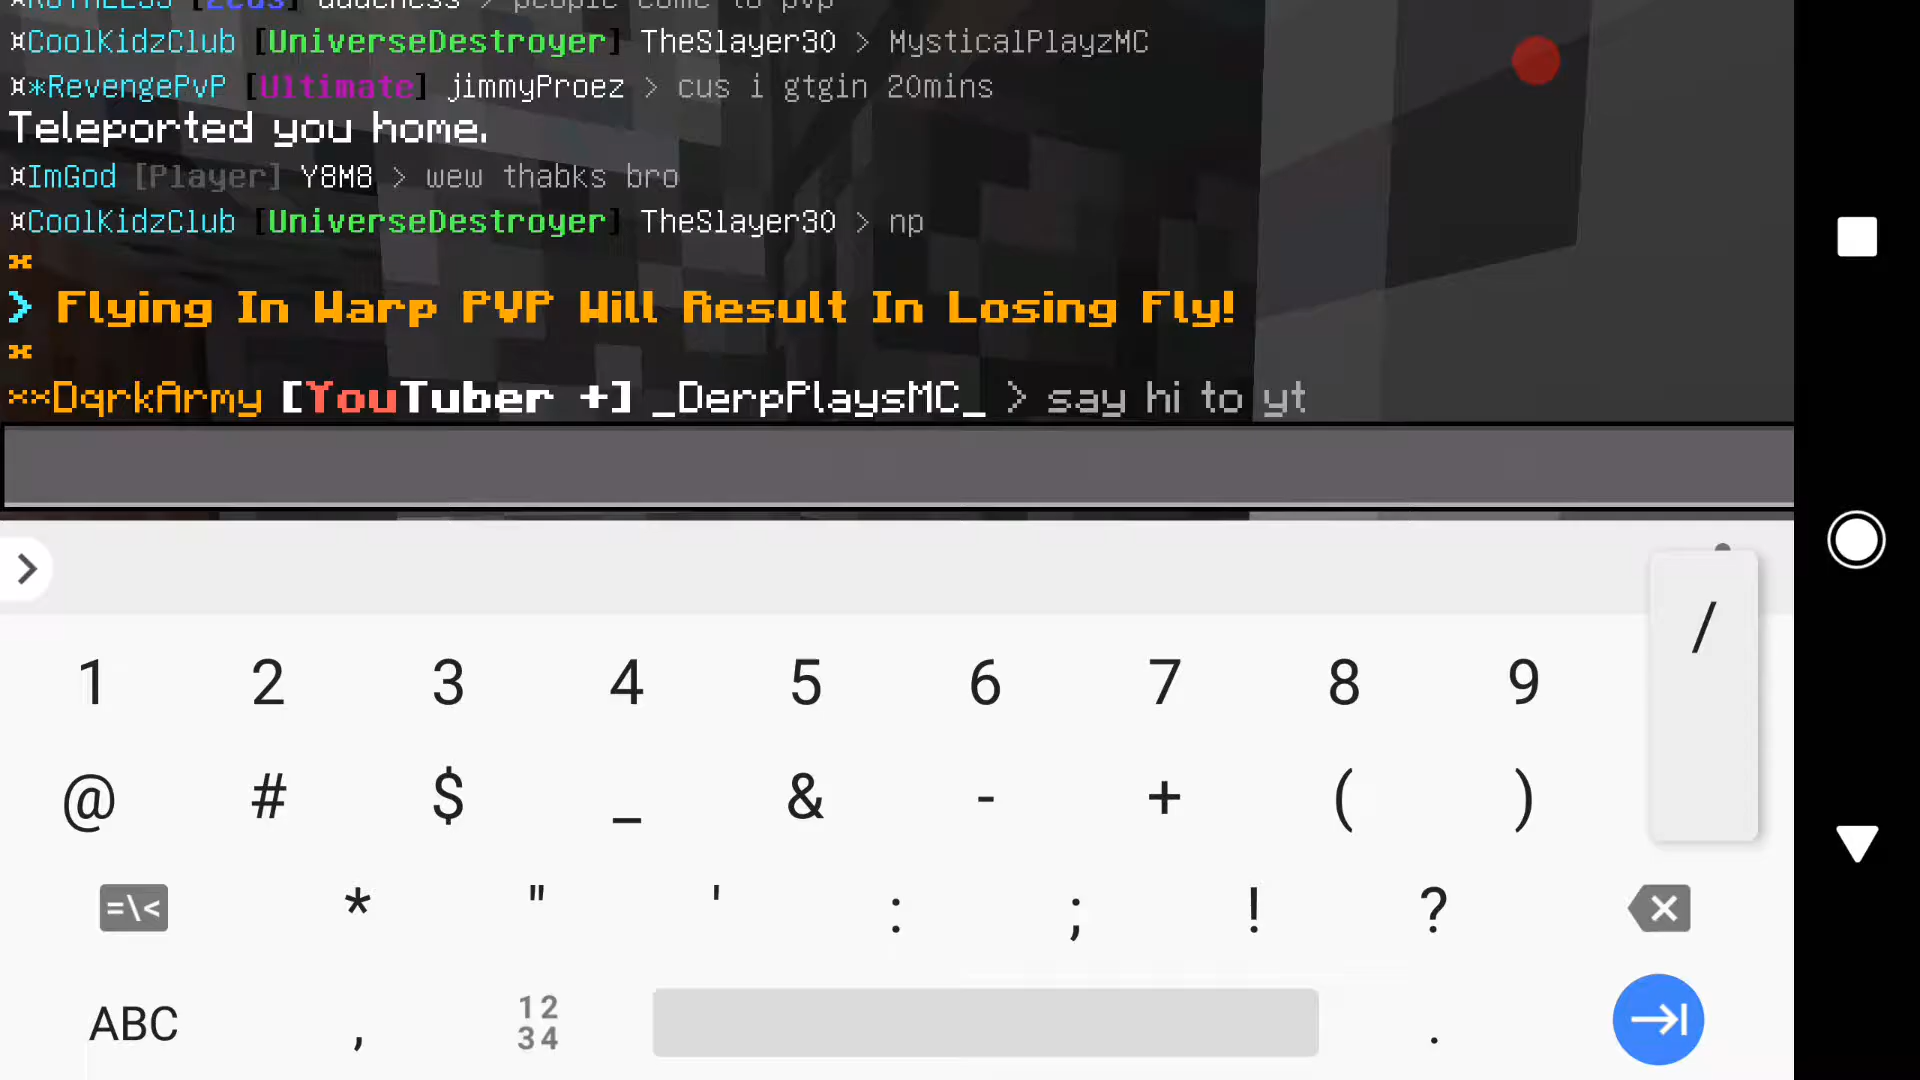 ¤CoolKidzClub [UniverseDestroyer] TheSlayer30 > MysticalPlayzMC
¤*RevengePvP [Ultimate] jimmyProez > cus i gtgin 20mins
Teleported you home.
¤ImGod [Player] Y8M8 > wew thabks bro
¤CoolKidzClub [UniverseDestroyer] TheSlayer30 > np
¤
> Flying In Warp PVP Will Result In Losing Fly!
¤
¤¤DqrkArmy [YouTuber +] _DerpPlaysMC_ > say hi to yt
/
1 2 3 4 5 6 7 8 9
@ # $ _ & - + ( )
=\< * " ' : ; ! ?
ABC , 12 34 .